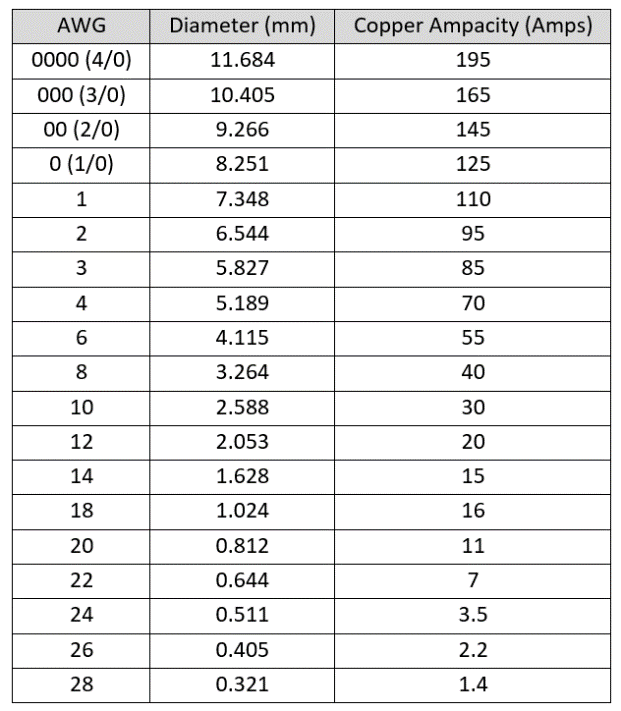 AWG Diameter (mm) Copper Ampacity (Amps)
0000 (4/0) 11.684 195
000 (3/0) 10.405 165
00 (2/0) 9.266 145
0 (1/0) 8.251 125
1 7.348 110
2 6.544 95
3 5.827 85
4 5.189 70
6 4.115 55
8 3.264 40
10 2.588 30
12 2.053 20
14 1.628 15
18 1.024 16
20 0.812 11
22 0.644 7
24 0.511 3.5
26 0.405 2.2
28 0.321 1.4